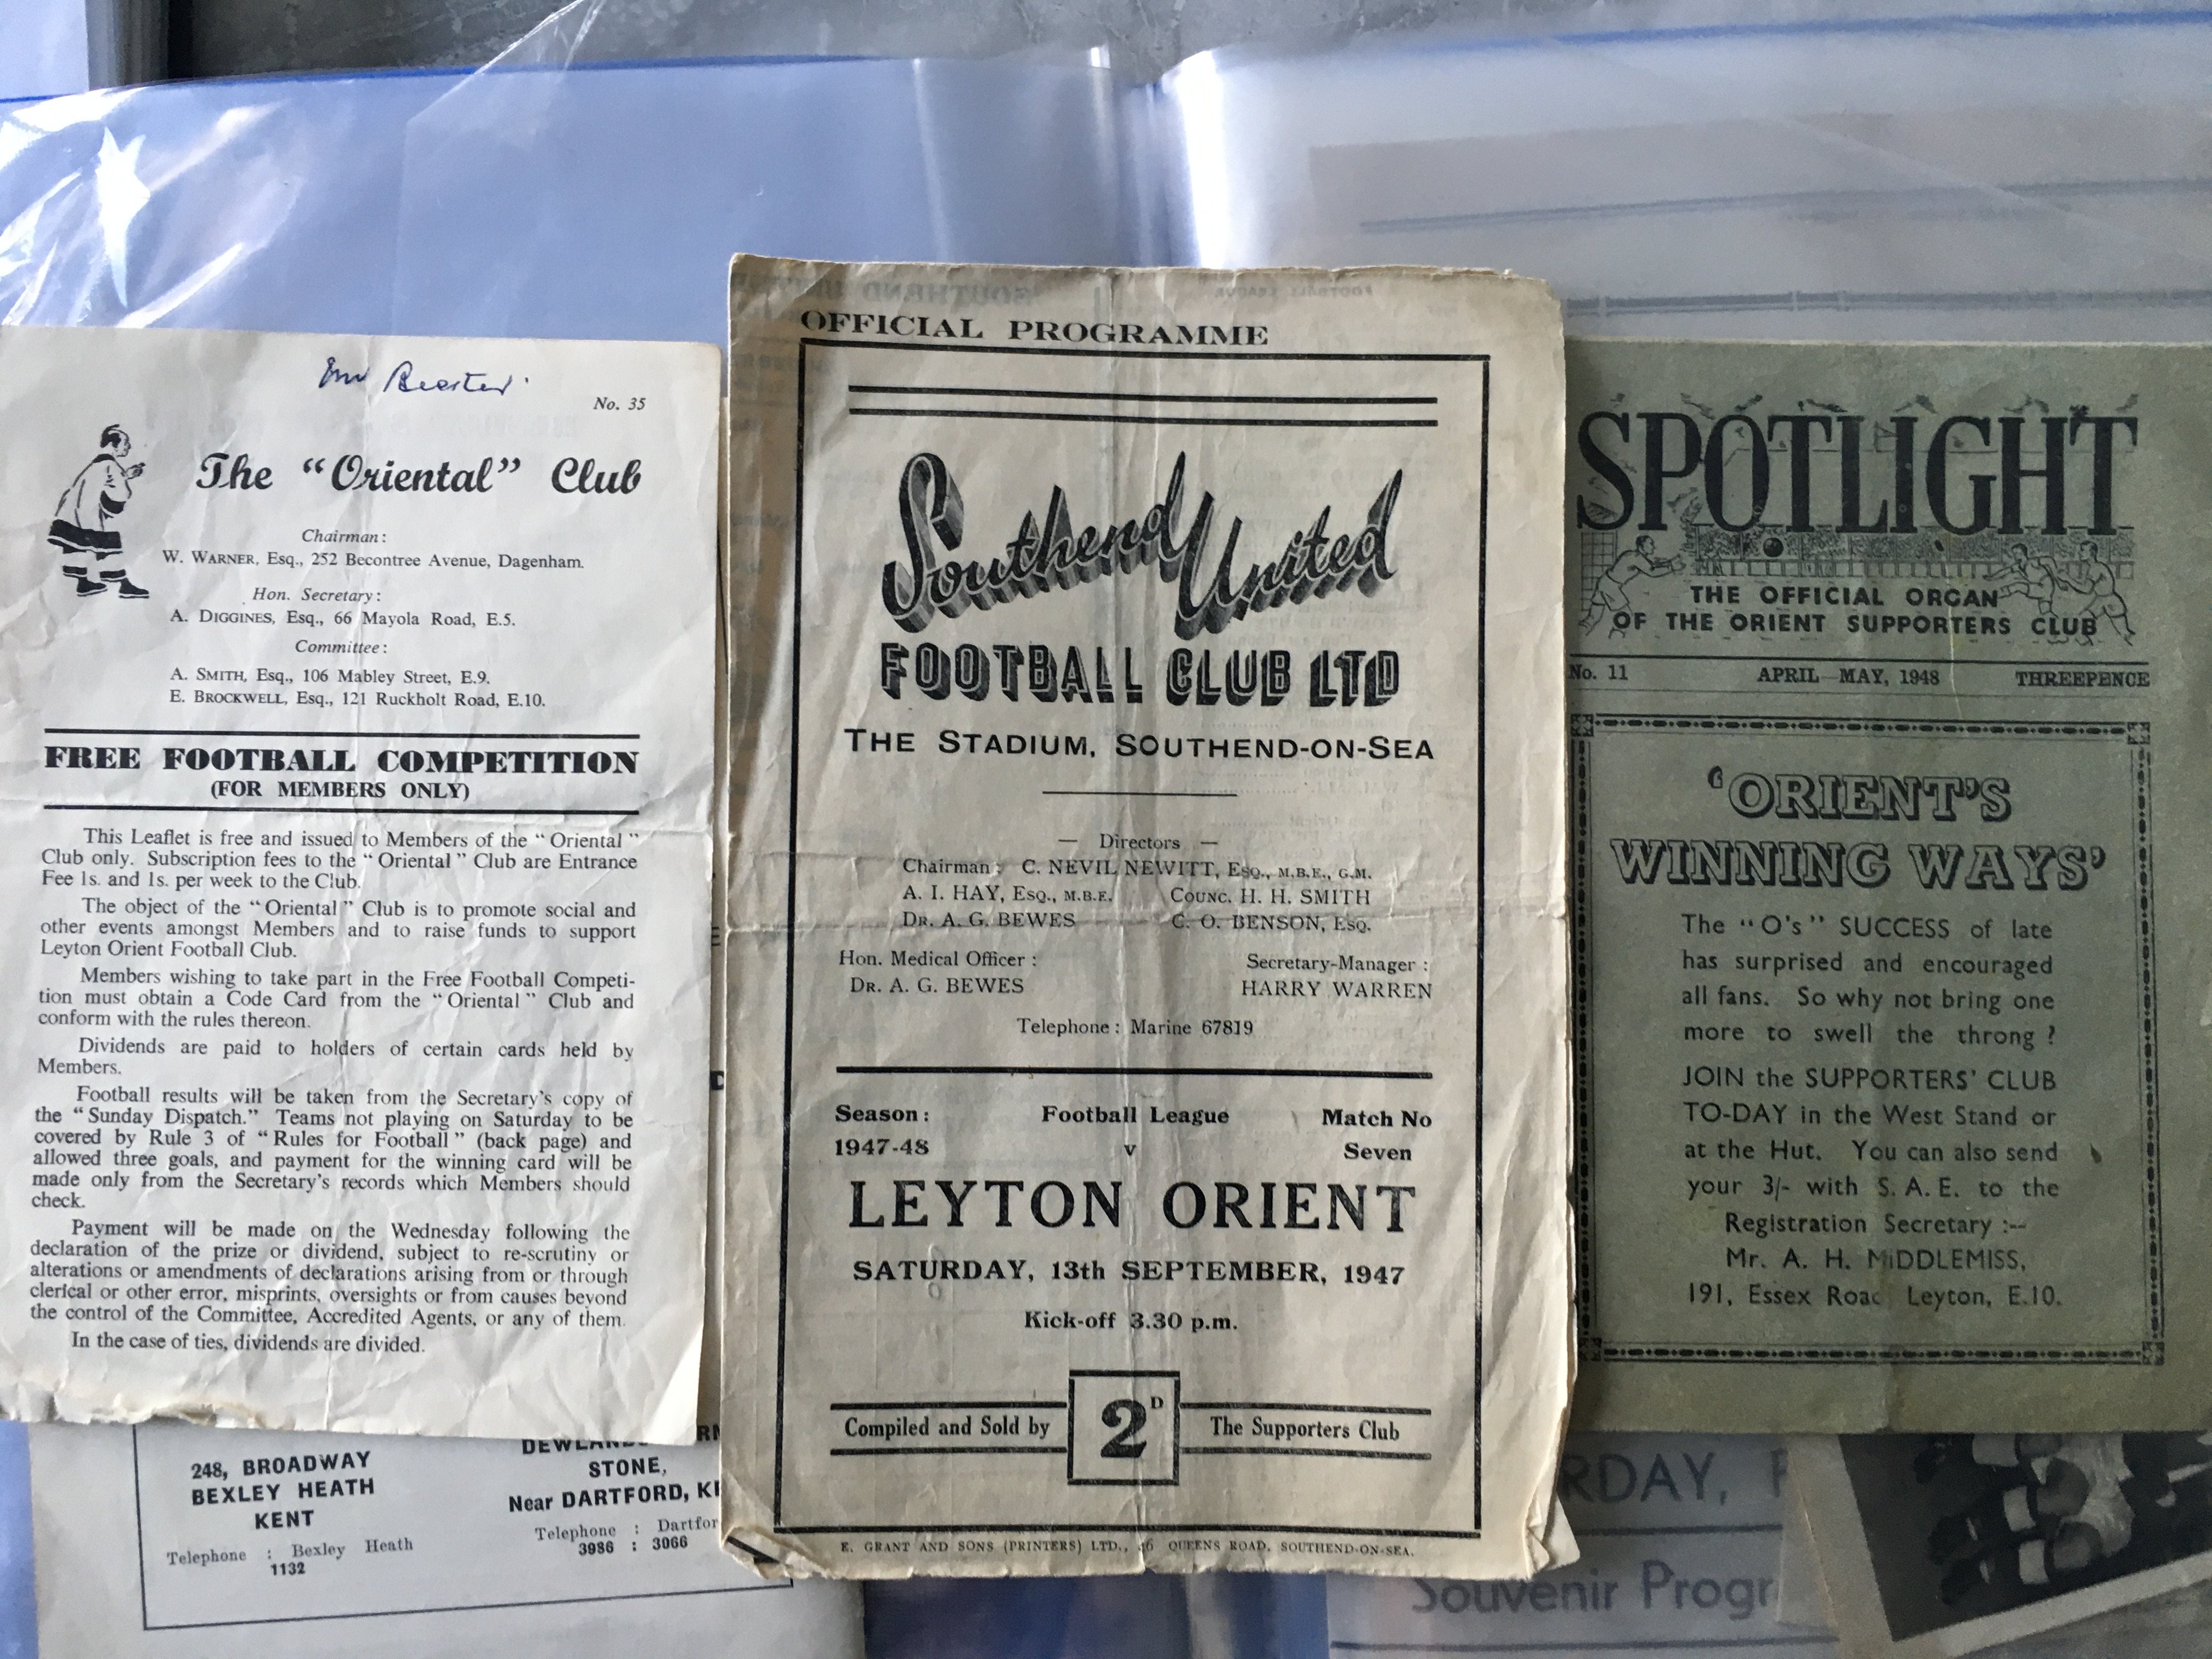 No. 35
The "Oriental" Club
Chairman:
W. WARNER, Esq., 252 Becontree Avenue, Dagenham.
Hon. Secretary:
A. DIGGINES, Esq., 66 Mayola Road, E.5.
Committee:
A. SMITH, Esq., 106 Mabley Street, E.9.
E. BROCKWELL, Esq., 121 Ruckholt Road, E.10.
FREE FOOTBALL COMPETITION
(FOR MEMBERS ONLY)
This Leaflet is free and issued to Members of the "Oriental"
Club only. Subscription fees to the "Oriental" Club are Entrance
Fee 1s. and 1s. per week to the Club.
The object of the "Oriental" Club is to promote social and
other events amongst Members and to raise funds to support
Leyton Orient Football Club.
Members wishing to take part in the Free Football Competi-
tion must obtain a Code Card from the "Oriental" Club and
conform with the rules thereon.
Dividends are paid to holders of certain cards held by
Members.
Football results will be taken from the Secretary's copy of
the "Sunday Dispatch." Teams not playing on Saturday to be
covered by Rule 3 of "Rules for Football" (back page) and
allowed three goals, and payment for the winning card will be
made only from the Secretary's records which Members should
check.
Payment will be made on the Wednesday following the
declaration of the prize or dividend, subject to re-scrutiny or
alterations or amendments of declarations arising from or through
clerical or other error, misprints, oversights or from causes beyond
the control of the Committee, Accredited Agents, or any of them.
In the case of ties, dividends are divided.
248, BROADWAY
BEXLEY HEATH
KENT
Telephone : Bexley Heath
1132
STONE,
Near DARTFORD, K
Telephone : Dartfor
3986 : 3066
OFFICIAL PROGRAMME
Southend United
FOOTBALL CLUB LTD
THE STADIUM, SOUTHEND-ON-SEA
— Directors —
Chairman: C. NEVIL NEWITT, ESQ., M.B.E., G.M.
A. I. HAY, ESQ., M.B.E. COUNC. H. H. SMITH
DR. A. G. BEWES C. O. BENSON, ESQ.
Hon. Medical Officer : Secretary-Manager :
DR. A. G. BEWES HARRY WARREN
Telephone : Marine 67819
Season: Football League Match No
1947-48 v Seven
LEYTON ORIENT
SATURDAY, 13th SEPTEMBER, 1947
Kick-off 3.30 p.m.
Compiled and Sold by 2D The Supporters Club
E. GRANT AND SONS (PRINTERS) LTD., QUEENS ROAD, SOUTHEND-ON-SEA.
SPOTLIGHT
THE OFFICIAL ORGAN
OF THE ORIENT SUPPORTERS CLUB
No. 11 APRIL MAY, 1948 THREEPENCE
'ORIENT'S
WINNING WAYS'
The "O's" SUCCESS of late
has surprised and encouraged
all fans. So why not bring one
more to swell the throng ?
JOIN the SUPPORTERS' CLUB
TO-DAY in the West Stand or
at the Hut. You can also send
your 3/- with S. A. E. to the
Registration Secretary :--
Mr. A. H. MiDDLEMISS,
191, Essex Road Leyton, E.10.
RDAY,
Souvenir Progr